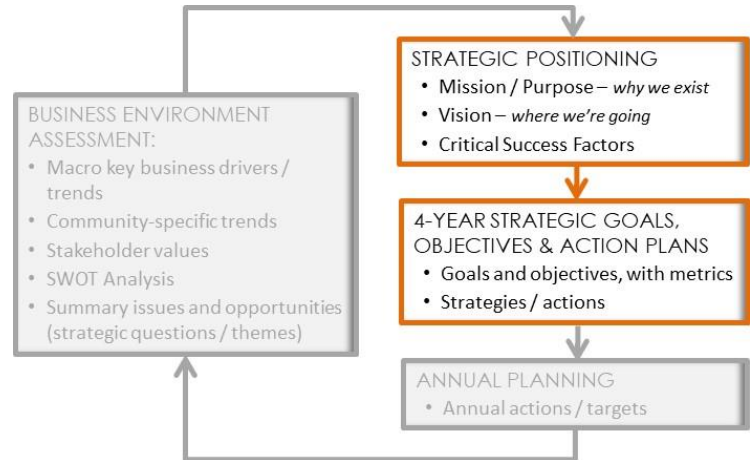 BUSINESS ENVIRONMENT
ASSESSMENT:
• Macro key business drivers /
trends
• Community-specific trends
• Stakeholder values
• SWOT Analysis
• Summary issues and opportunities
(strategic questions / themes)
STRATEGIC POSITIONING
• Mission / Purpose – why we exist
• Vision – where we're going
• Critical Success Factors
4-YEAR STRATEGIC GOALS,
OBJECTIVES & ACTION PLANS
• Goals and objectives, with metrics
• Strategies / actions
ANNUAL PLANNING
• Annual actions / targets